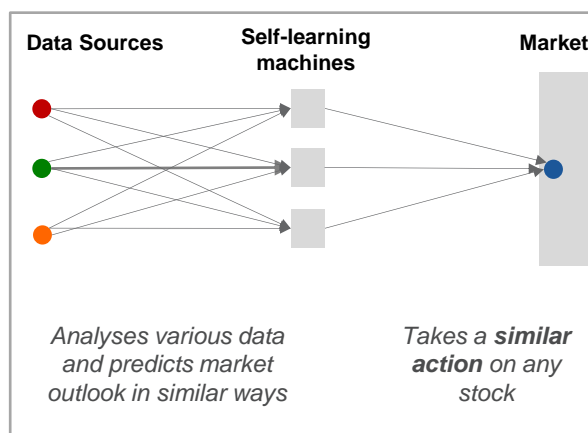 Data Sources
Self-learning
machines
Market
Analyses various data
and predicts market
outlook in similar ways
Takes a similar
action on any
stock